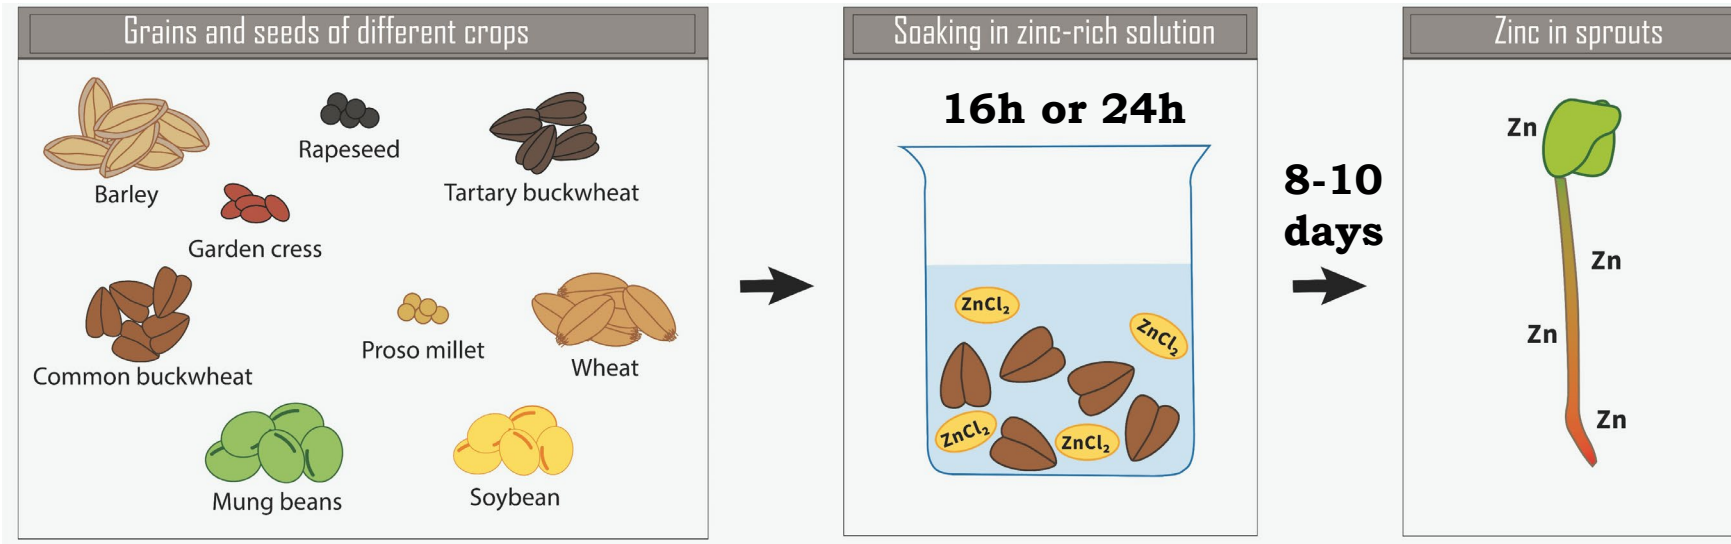 Grains and seeds of different crops
Barley
Rapeseed
Tartary buckwheat
Garden cress
Common buckwheat
Proso millet
Wheat
Mung beans
Soybean
Soaking in zinc-rich solution
16h or 24h
ZnCl₂
ZnCl₂
ZnCl₂
ZnCl₂
8-10
days
Zinc in sprouts
Zn
Zn
Zn
Zn